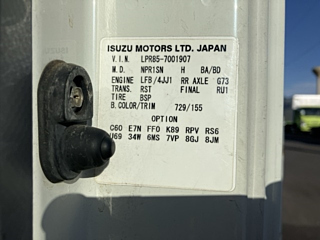 ISUZU MOTORS LTD. JAPAN
V.I.N. LPR85-7001907
M.D. NPR1SN H BA/BD
ENGINE LFB/4JJ1 RR AXLE G73
TRANS. RST FINAL RU1
TIRE BSP
B.COLOR/TRIM 729/155
OPTION
C60 E7N FF0 K89 RPV RS6
J69 34W 6MS 7VP 8GJ 8JM